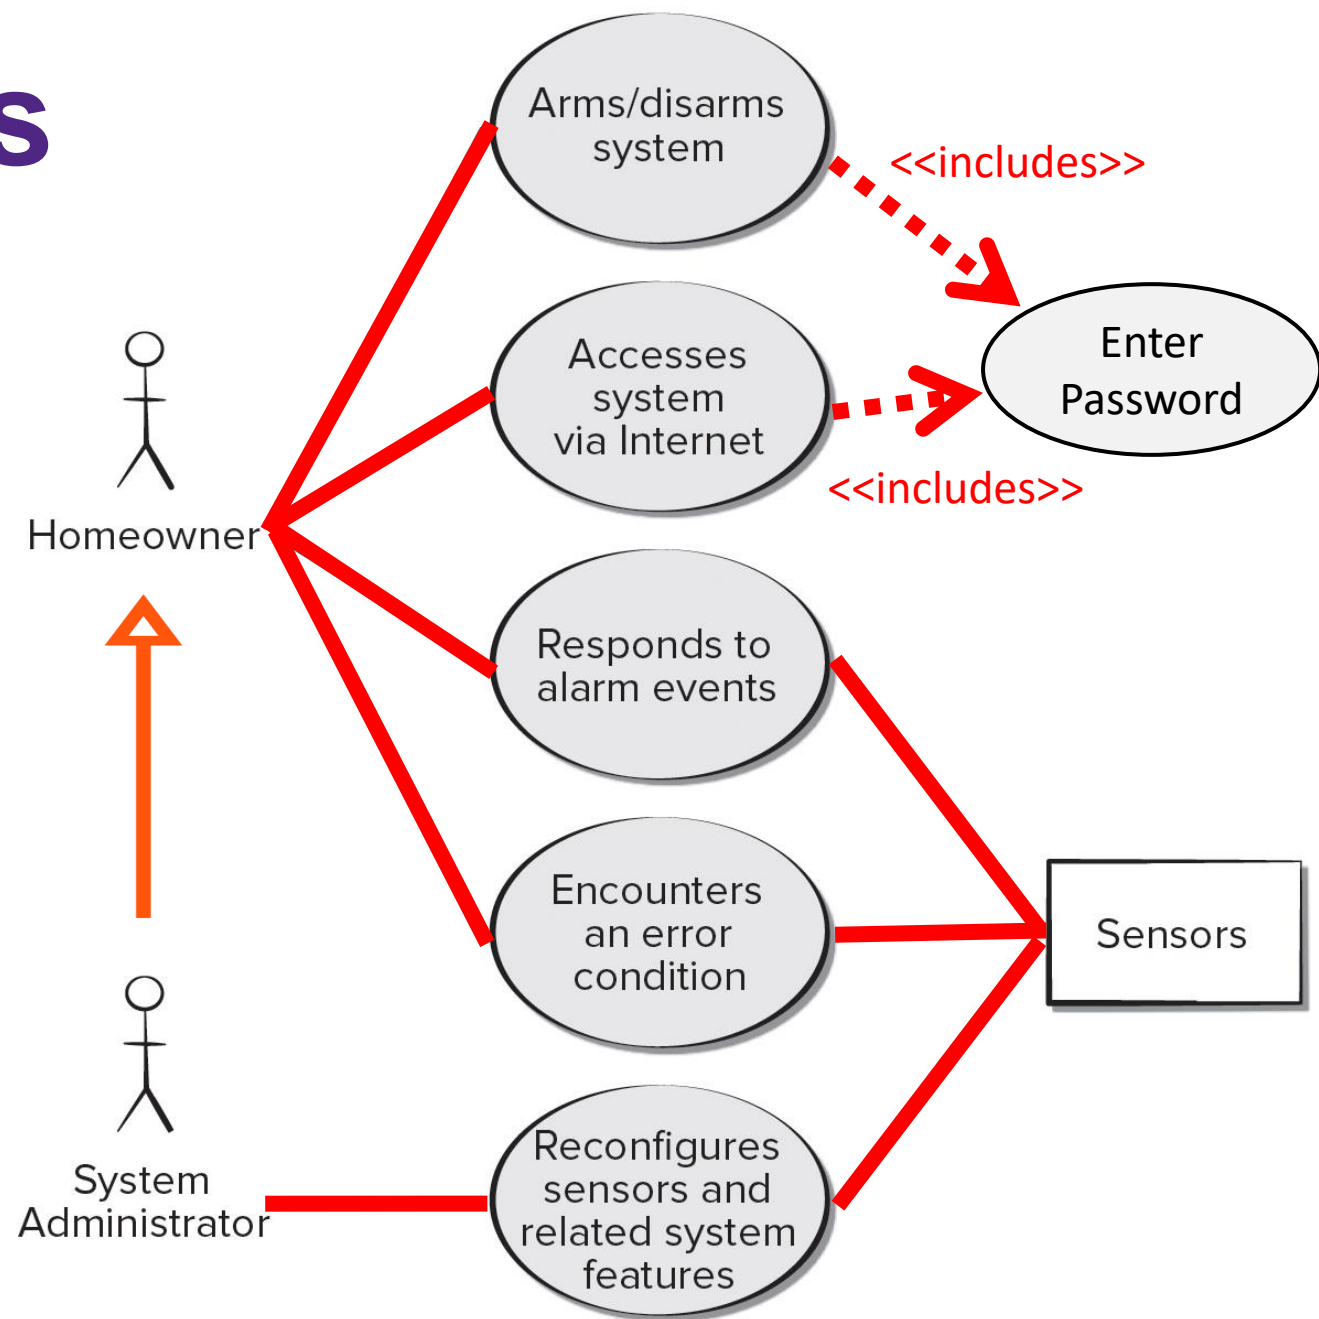 s
Arms/disarms
system
<<includes>>
Accesses
system
via Internet
Enter
Password
<<includes>>
Homeowner
Responds to
alarm events
Encounters
an error
condition
Sensors
System
Administrator
Reconfigures
sensors and
related system
features